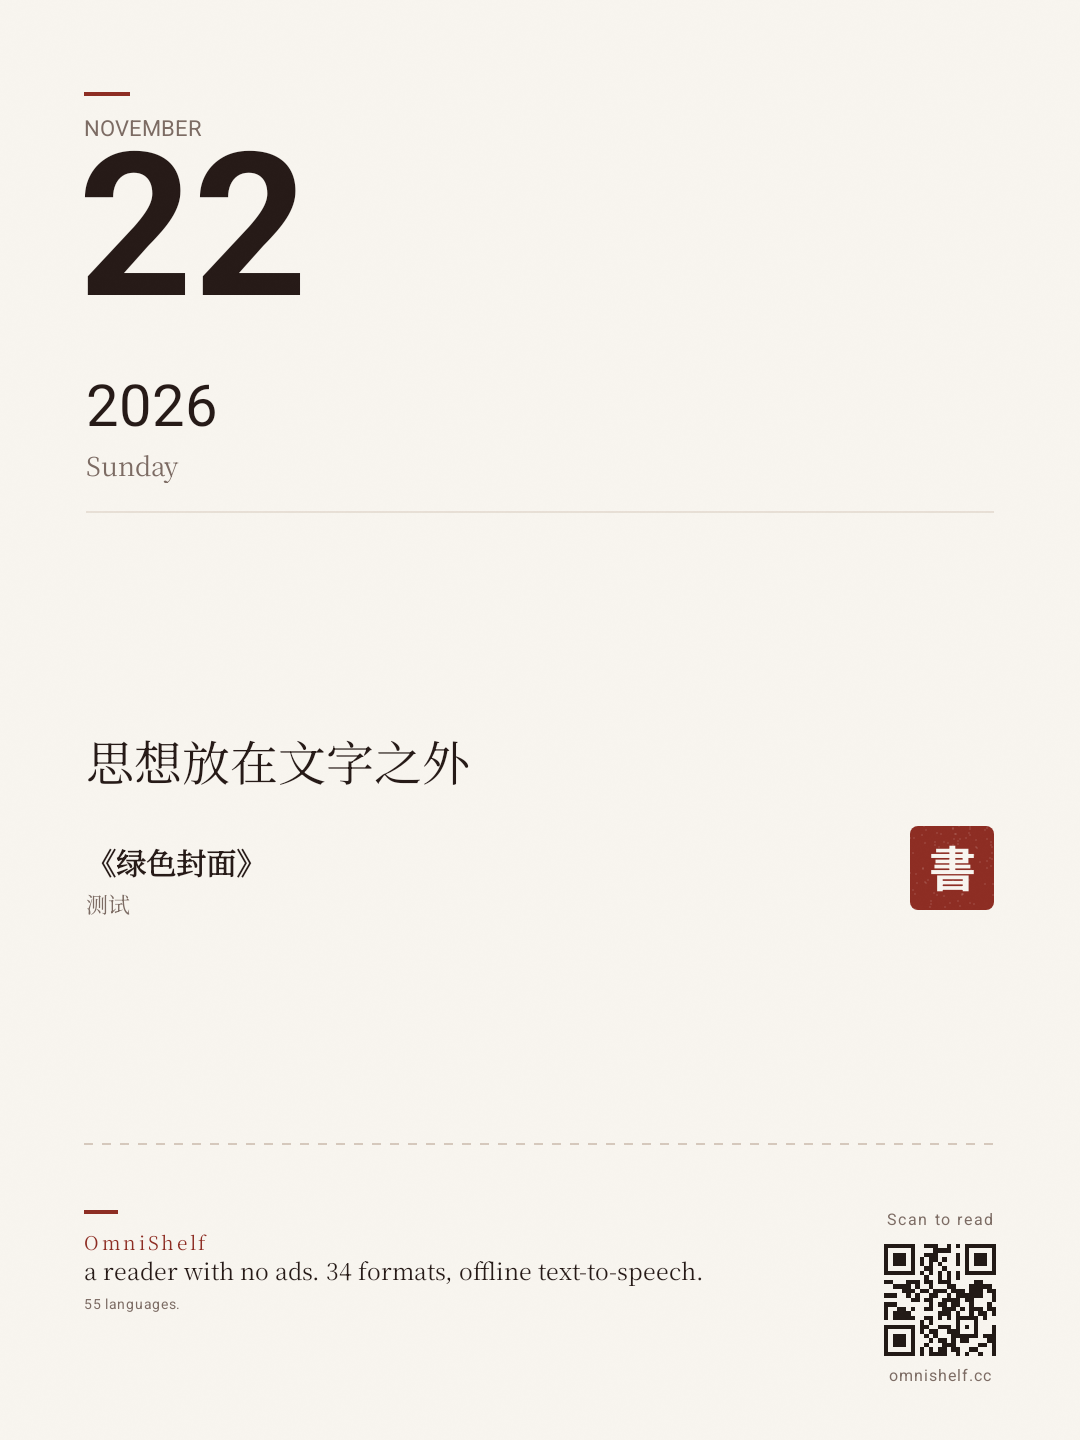 NOVEMBER
22
2026
Sunday
思想放在文字之外
《绿色封面》
测试
書
OmniShelf
a reader with no ads. 34 formats, offline text-to-speech.
55 languages.
Scan to read
omnishelf.cc